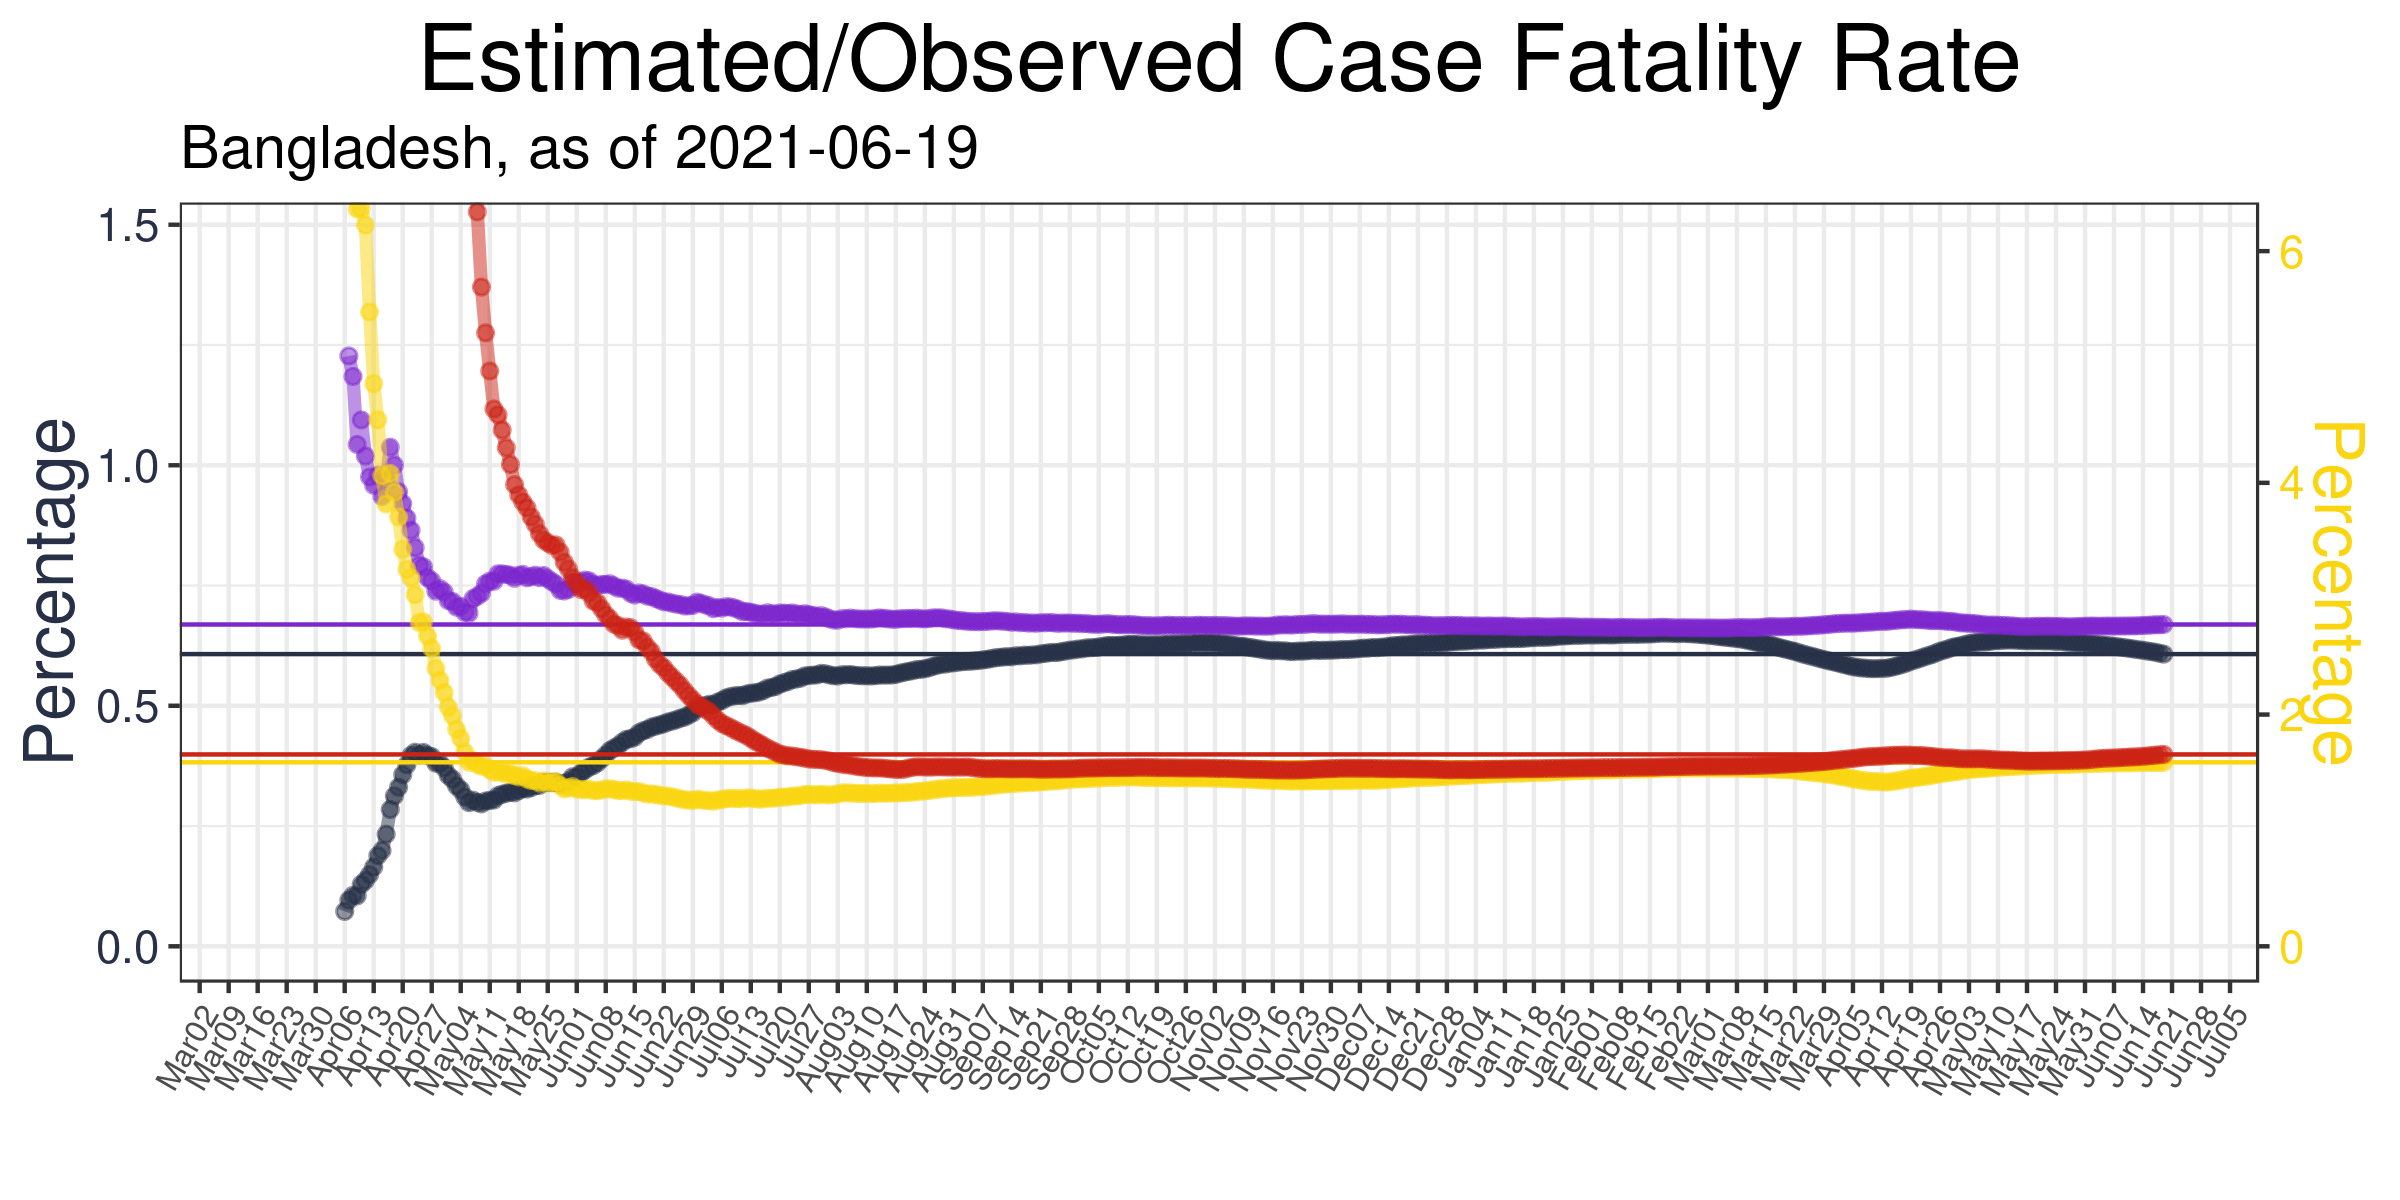 Estimated/Observed Case Fatality Rate
Bangladesh, as of 2021-06-19
Percentage
1.5
1.0
0.5
0.0
6
4
2
0
Percentage
Mar02
Mar09
Mar16
Mar23
Mar30
Apr06
Apr13
Apr20
Apr27
May04
May11
May18
May25
Jun01
Jun08
Jun15
Jun22
Jun29
Jul06
Jul13
Jul20
Jul27
Aug03
Aug10
Aug17
Aug24
Aug31
Sep07
Sep14
Sep21
Sep28
Oct05
Oct12
Oct19
Oct26
Nov02
Nov09
Nov16
Nov23
Nov30
Dec07
Dec14
Dec21
Dec28
Jan04
Jan11
Jan18
Jan25
Feb01
Feb08
Feb15
Feb22
Mar01
Mar08
Mar15
Mar22
Mar29
Apr05
Apr12
Apr19
Apr26
May03
May10
May17
May24
May31
Jun07
Jun14
Jun21
Jun28
Jul05